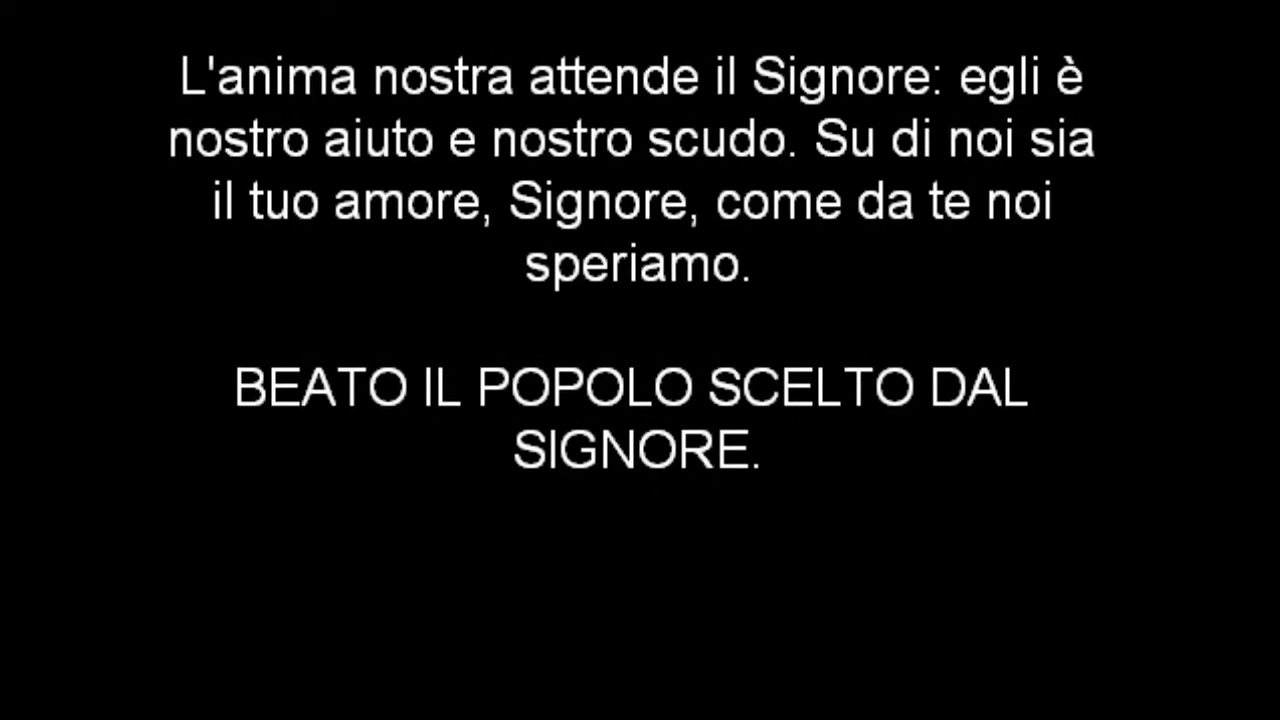 L'anima nostra attende il Signore: egli è
nostro aiuto e nostro scudo. Su di noi sia
il tuo amore, Signore, come da te noi
speriamo.
BEATO IL POPOLO SCELTO DAL
SIGNORE.